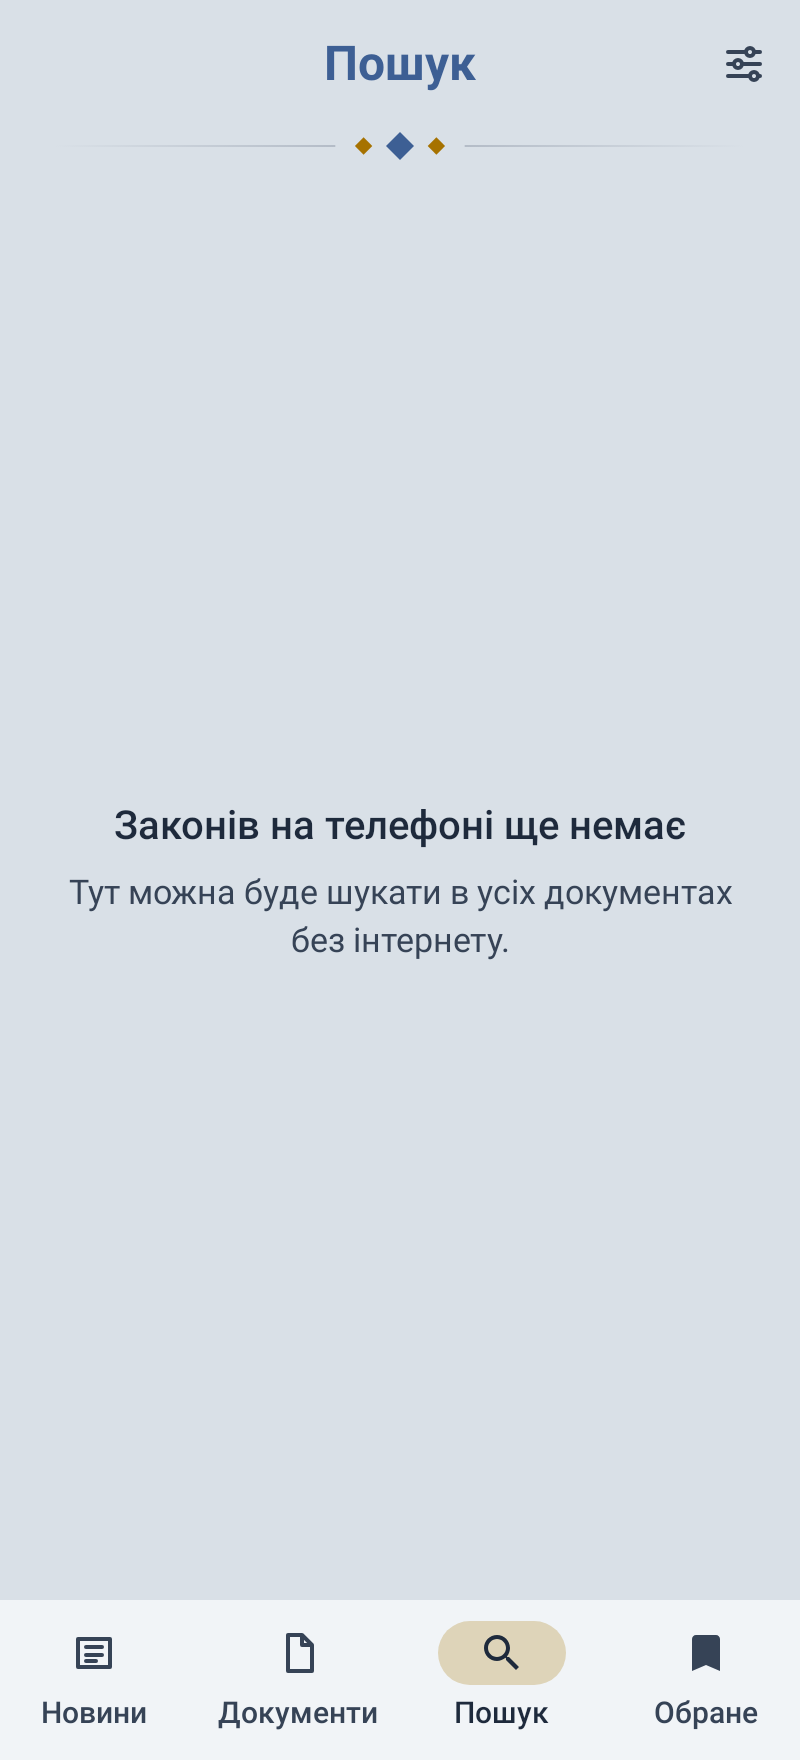 Пошук
Законів на телефоні ще немає
Тут можна буде шукати в усіх документах
без інтернету.
Новини
Документи
Пошук
Обране